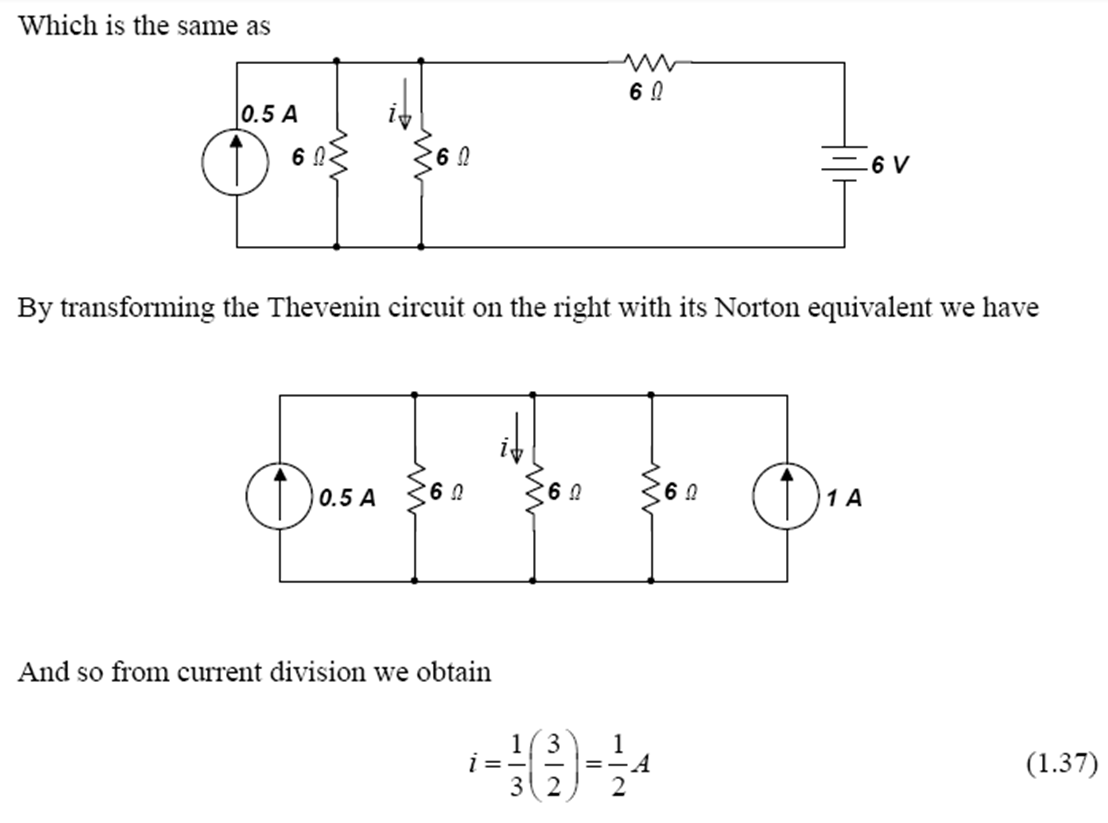 Which is the same as
6 Ω
0.5 A
i
6 Ω
6 Ω
6 V
By transforming the Thevenin circuit on the right with its Norton equivalent we have
i
0.5 A
6 Ω
6 Ω
6 Ω
1 A
And so from current division we obtain
i = 1/3 (3/2) = 1/2 A (1.37)